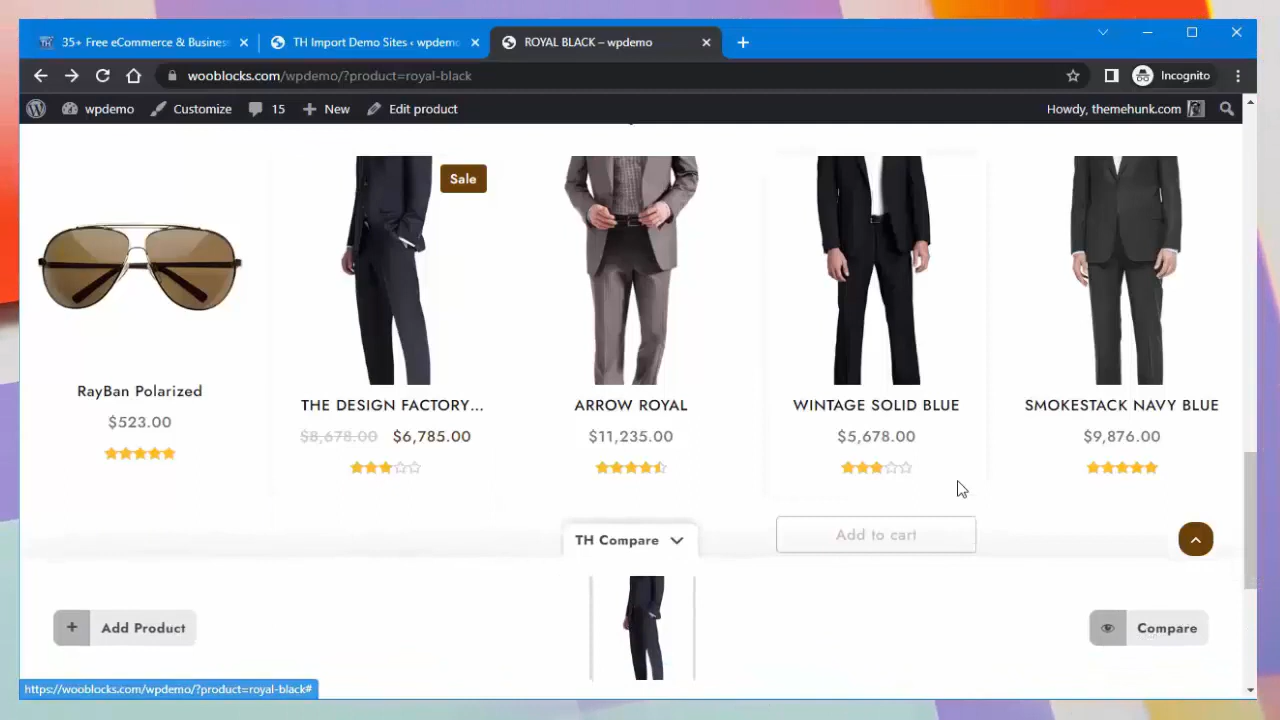 35+ Free eCommerce & Busines
TH Import Demo Sites ‹ wpdemo
ROYAL BLACK – wpdemo
wooblocks.com/wpdemo/?product=royal-black
Incognito
wpdemo
Customize
15
New
Edit product
Howdy, themehunk.com
Sale
RayBan Polarized
$523.00
THE DESIGN FACTORY...
$8,678.00 $6,785.00
ARROW ROYAL
$11,235.00
WINTAGE SOLID BLUE
$5,678.00
Add to cart
SMOKESTACK NAVY BLUE
$9,876.00
TH Compare
Add Product
Compare
https://wooblocks.com/wpdemo/?product=royal-black#